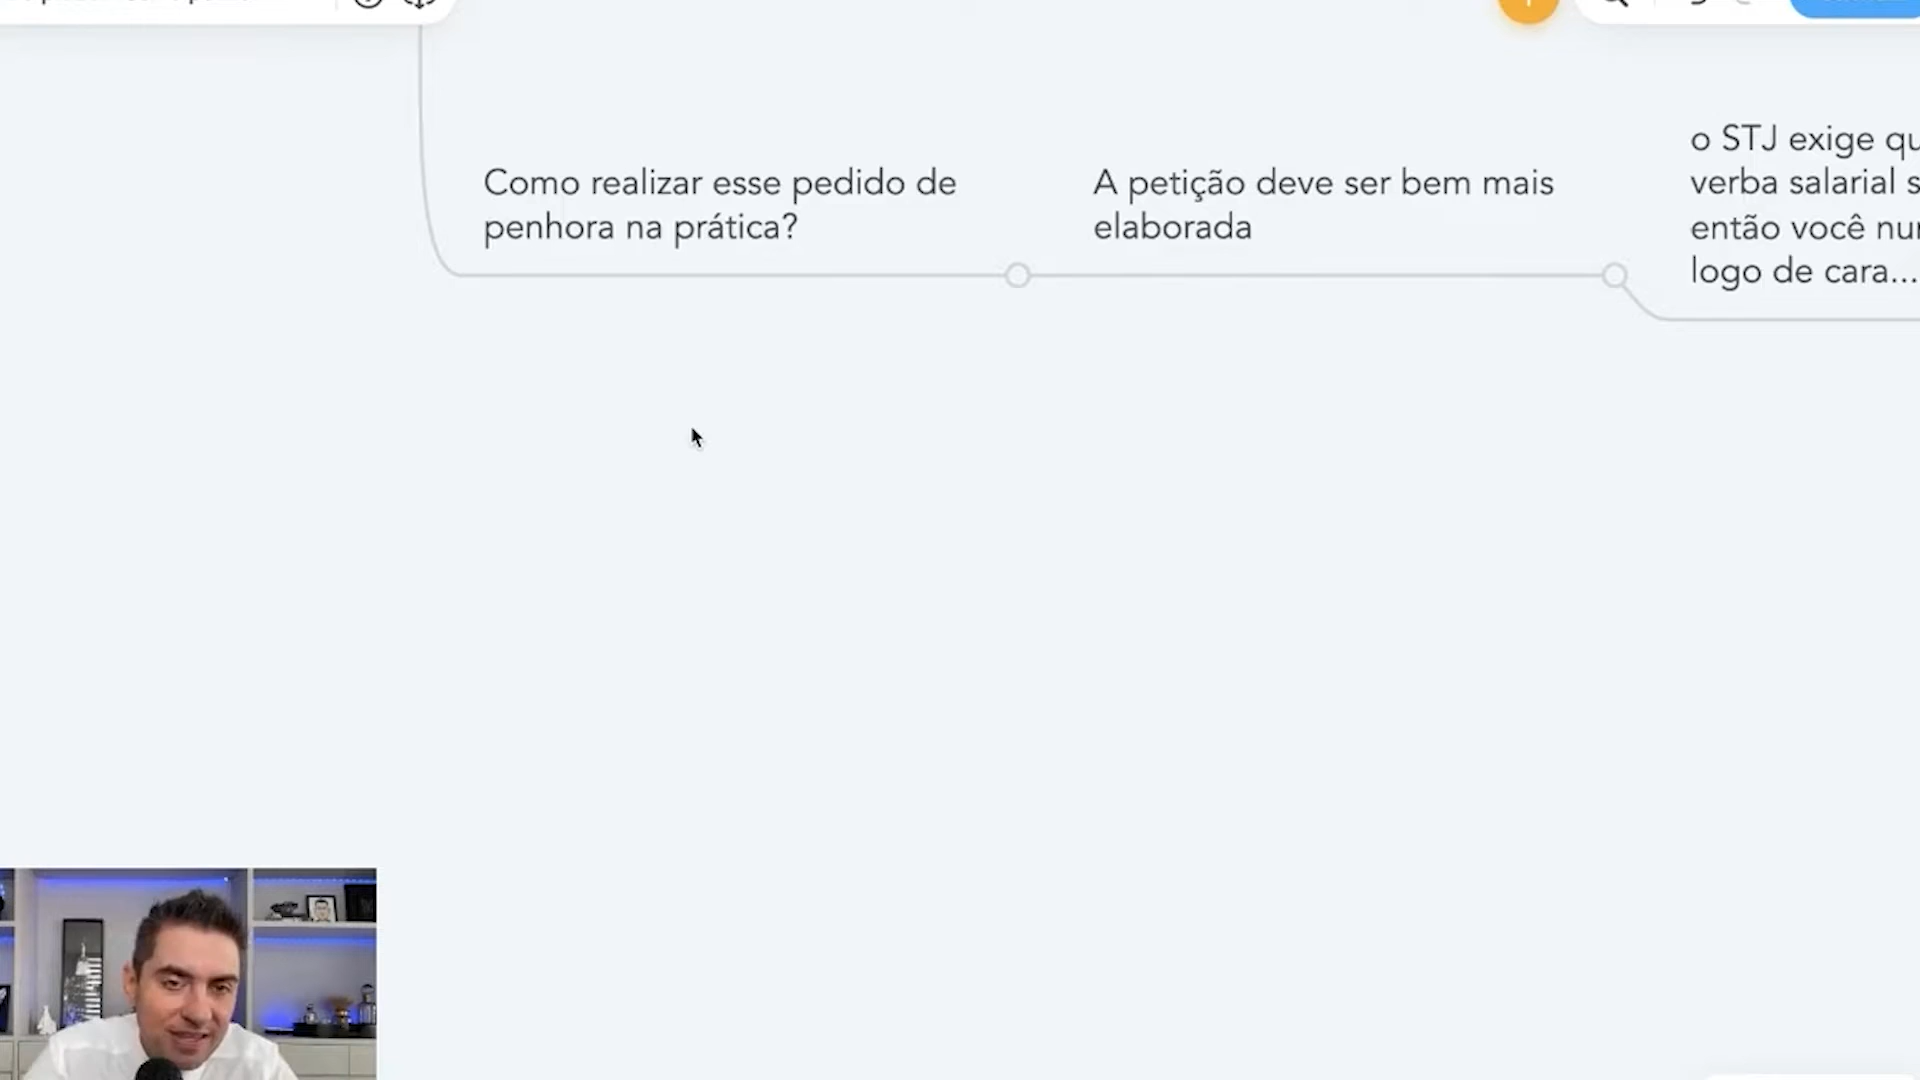 Como realizar esse pedido de
penhora na prática?
A petição deve ser bem mais
elaborada
o STJ exige
verba salarial
então você
logo de cara...